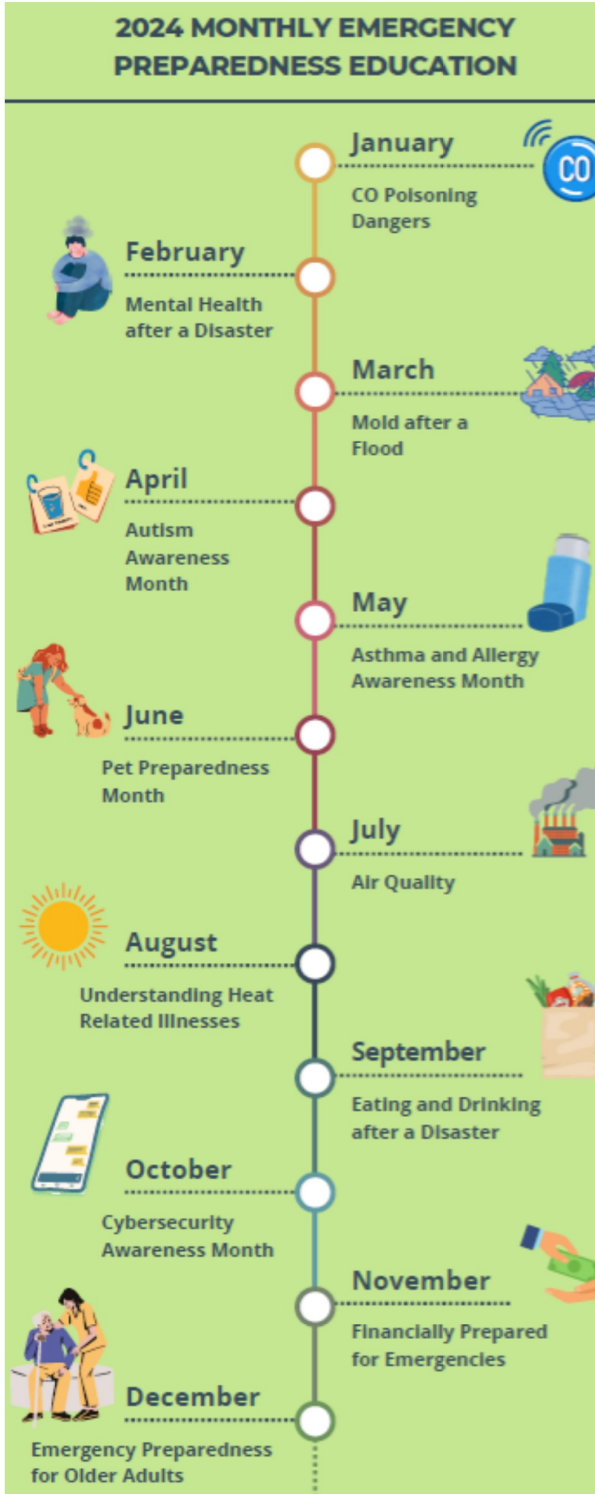 2024 MONTHLY EMERGENCY
PREPAREDNESS EDUCATION
January
CO
CO Poisoning
Dangers
February
Mental Health
after a Disaster
March
Mold after a
Flood
April
Autism
Awareness
Month
May
Asthma and Allergy
Awareness Month
June
Pet Preparedness
Month
July
Air Quality
August
Understanding Heat
Related Illnesses
September
Eating and Drinking
after a Disaster
October
Cybersecurity
Awareness Month
November
Financially Prepared
for Emergencies
December
Emergency Preparedness
for Older Adults